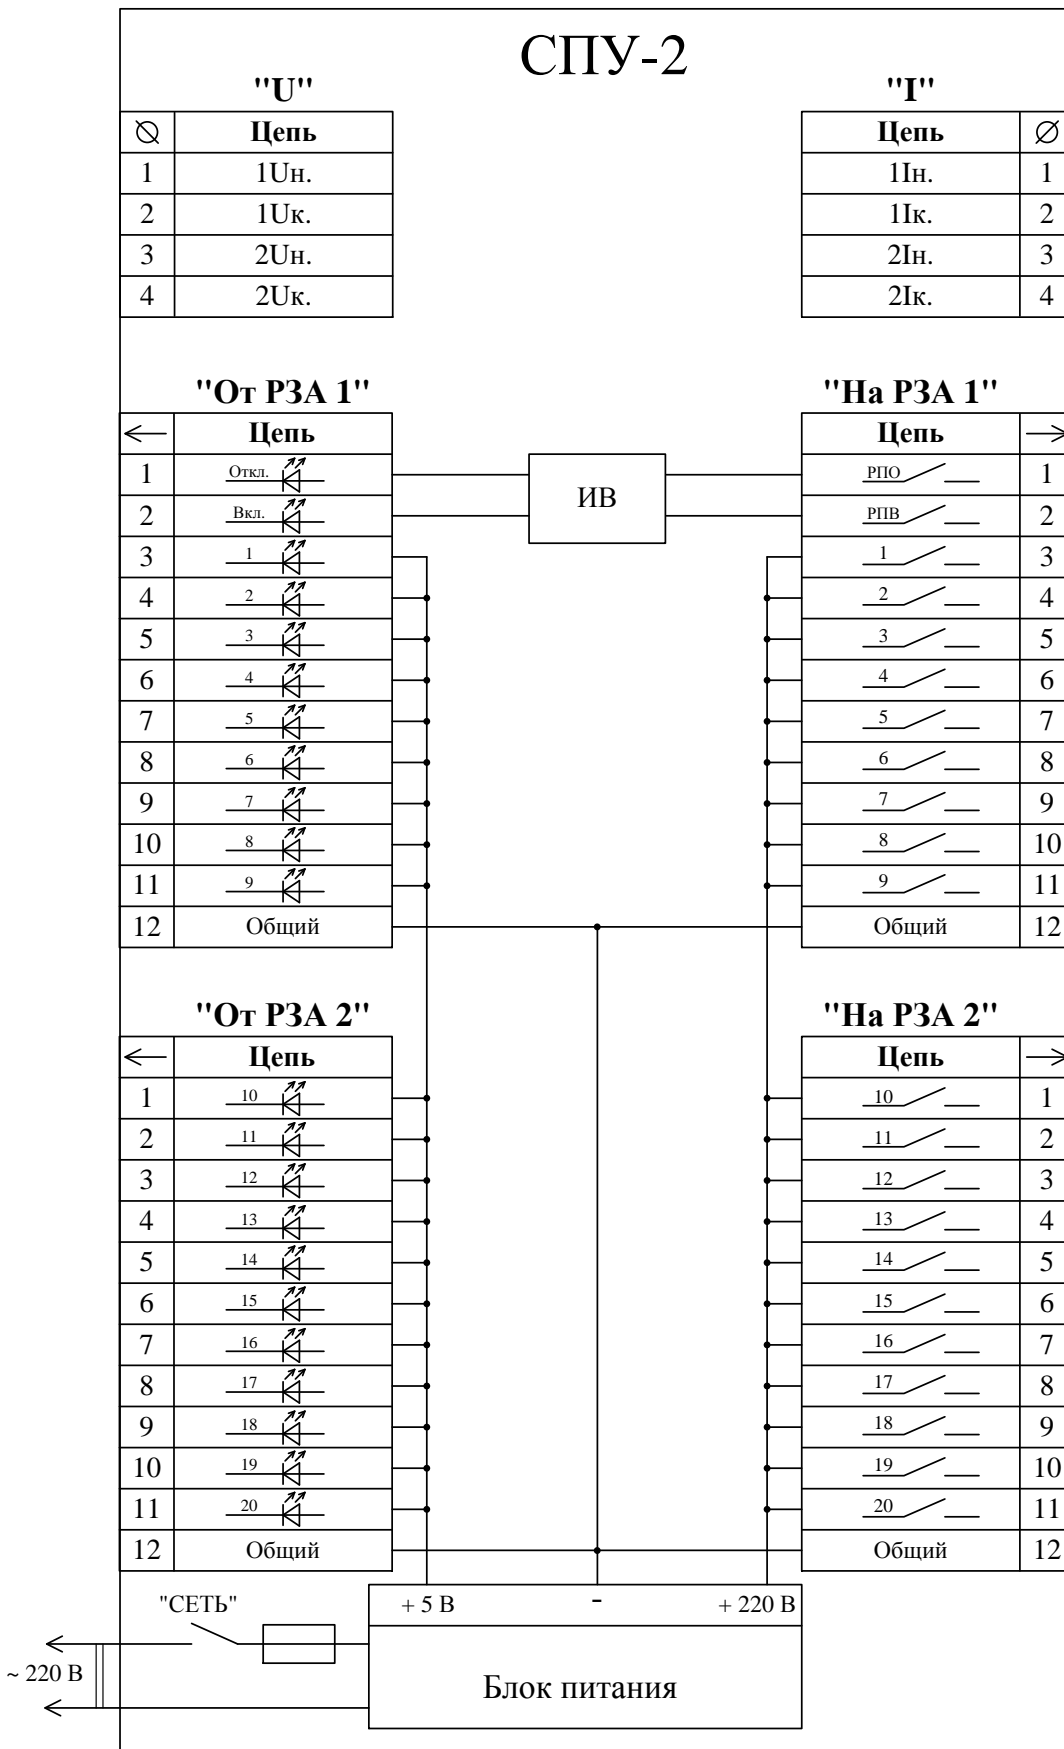 СПУ-2
"U"
"I"
Цепь
1 1Uн.
2 1Uк.
3 2Uн.
4 2Uк.
Цепь
1Iн. 1
1Iк. 2
2Iн. 3
2Iк. 4
"От РЗА 1"
Цепь
1 Откл.
2 Вкл.
3 1
4 2
5 3
6 4
7 5
8 6
9 7
10 8
11 9
12 Общий
ИВ
"На РЗА 1"
Цепь
РПО 1
РПВ 2
1 3
2 4
3 5
4 6
5 7
6 8
7 9
8 10
9 11
Общий 12
"От РЗА 2"
Цепь
1 10
2 11
3 12
4 13
5 14
6 15
7 16
8 17
9 18
10 19
11 20
12 Общий
"На РЗА 2"
Цепь
10 1
11 2
12 3
13 4
14 5
15 6
16 7
17 8
18 9
19 10
20 11
Общий 12
"СЕТЬ"
+ 5 В - + 220 В
~ 220 В
Блок питания